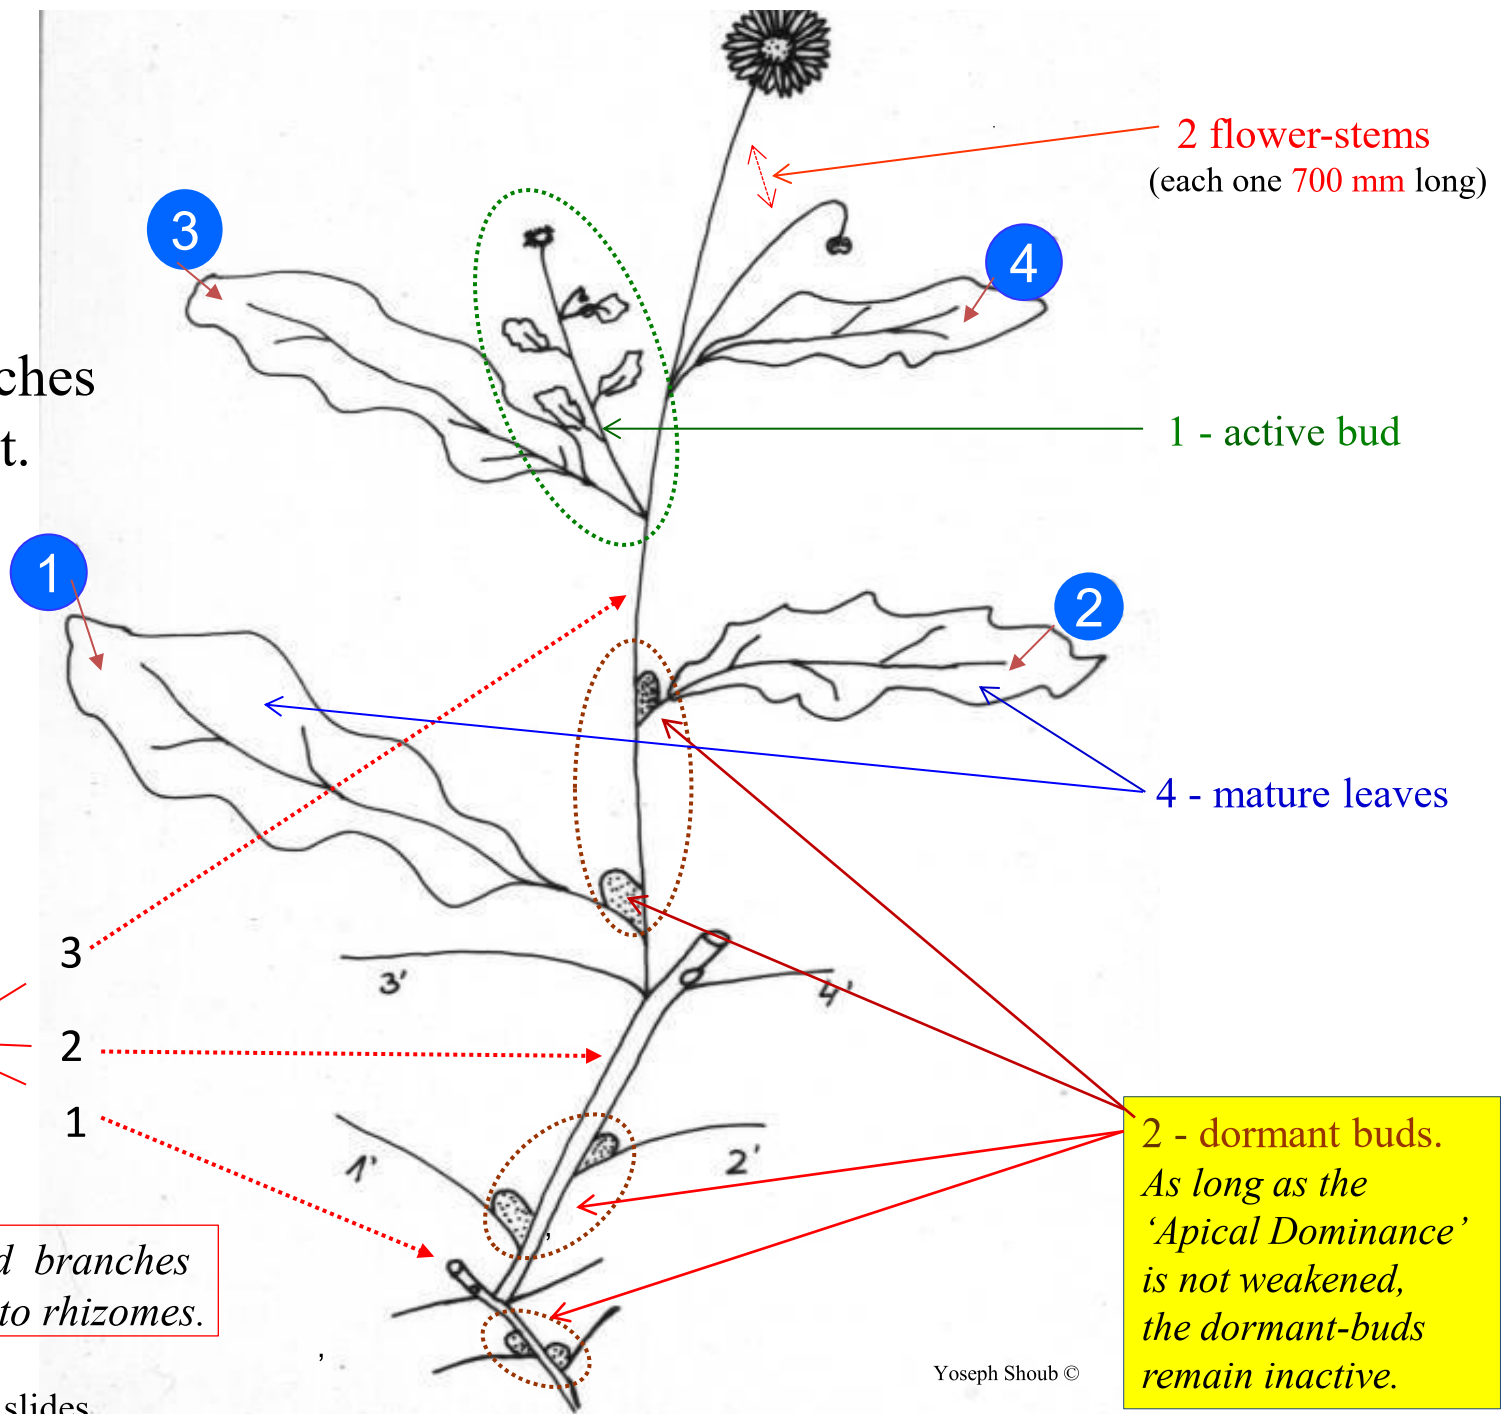 2 flower-stems
(each one 700 mm long)
3
4
ches
t.
1 - active bud
1
2
4 - mature leaves
3
3'
4'
2
1
1'
2'
2 - dormant buds.
As long as the
‘Apical Dominance’
is not weakened,
the dormant-buds
remain inactive.
d branches
to rhizomes.
,
,
Yoseph Shoub ©
slides